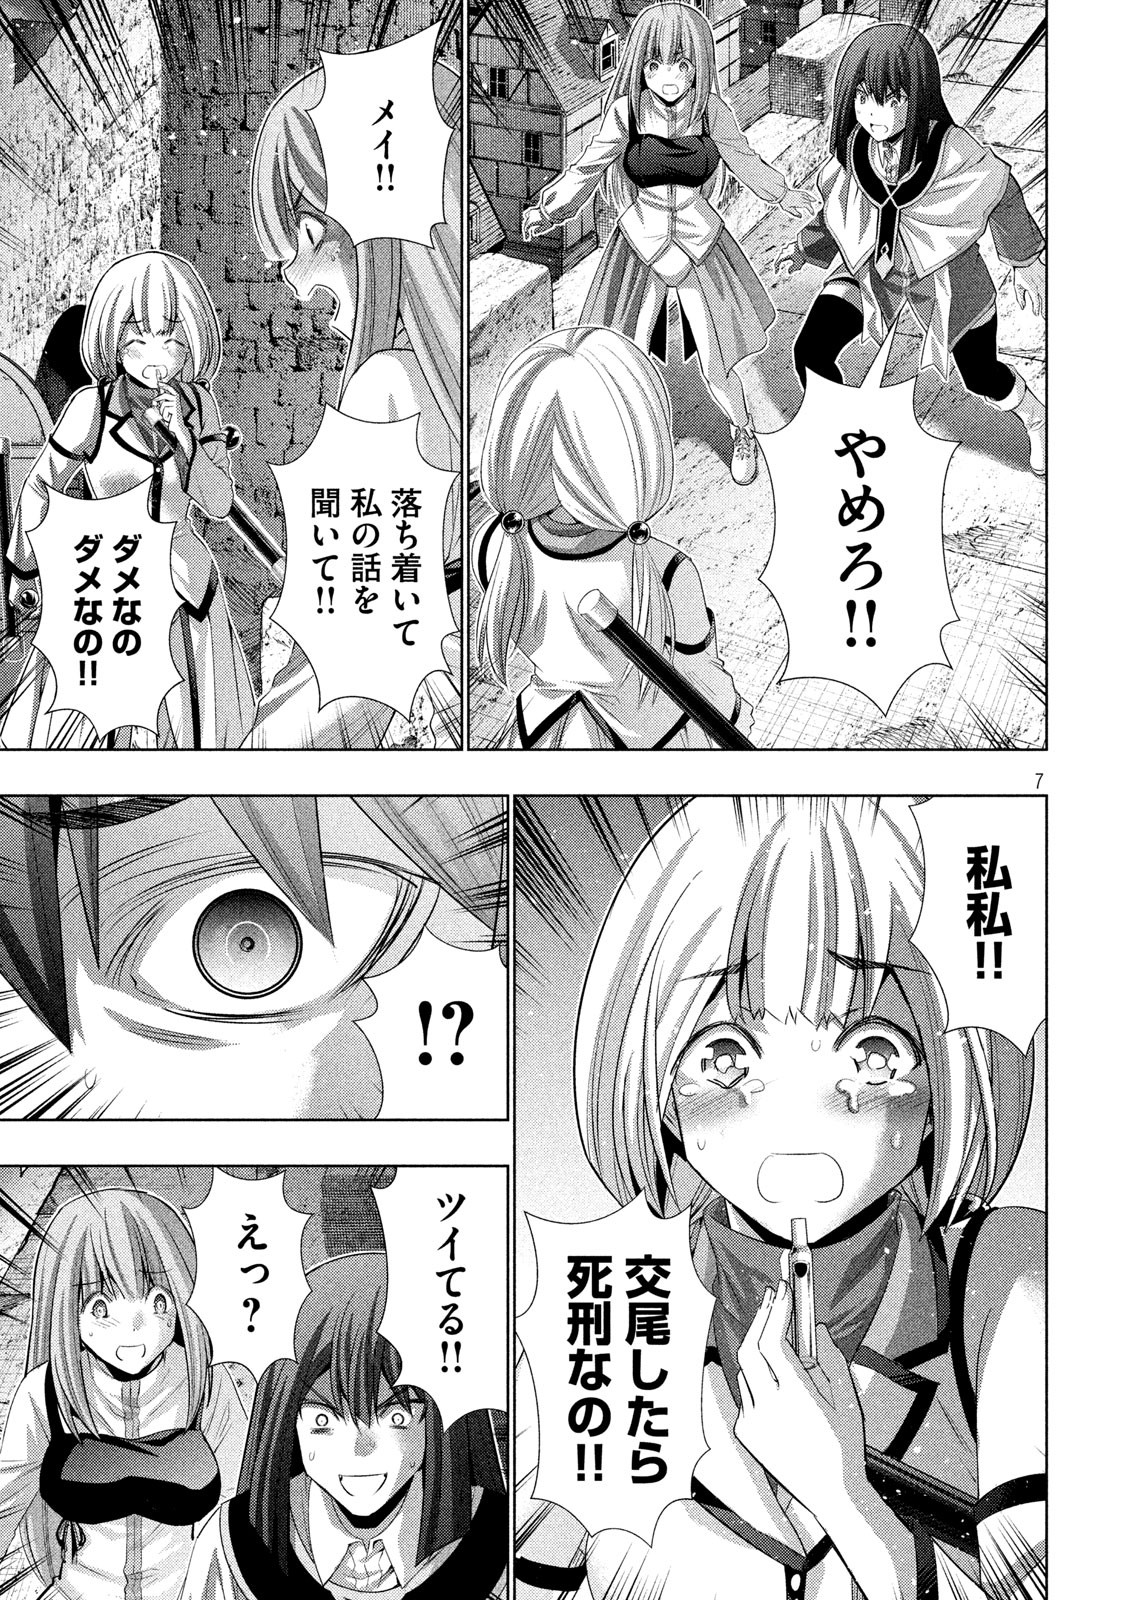 やめろ!!
メイ!!
落ち着いて
私の話を
聞いて!!
ダメなの
ダメなの!!
7
私私!!
交尾したら
死刑なの!!
!?
ツイてる!!
えっ?